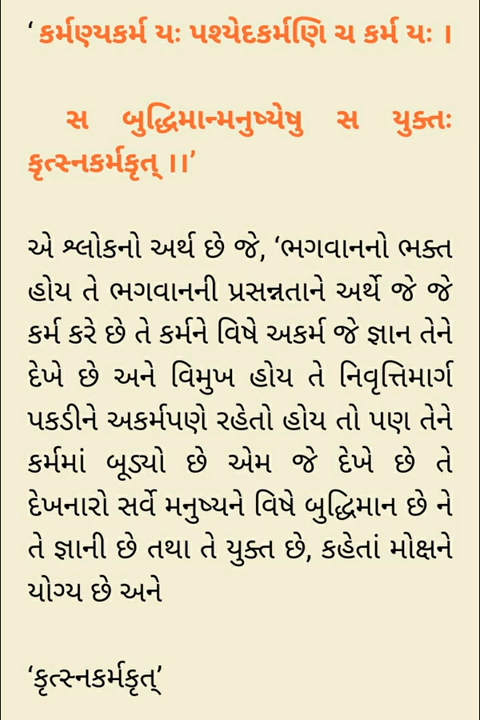 ‘ કર્મણ્યકર્મ યઃ પશ્યેદકર્મણિ ચ કર્મ યઃ ।
સ બુદ્ધિમાન્મનુષ્યેષુ સ યુક્તઃ
કૃત્સ્નકર્મકૃત્ ।।’
એ શ્લોકનો અર્થ છે જે, ‘ભગવાનનો ભક્ત
હોય તે ભગવાનની પ્રસન્નતાને અર્થે જે જે
કર્મ કરે છે તે કર્મને વિષે અકર્મ જે જ્ઞાન તેને
દેખે છે અને વિમુખ હોય તે નિવૃત્તિમાર્ગ
પકડીને અકર્મપણે રહેતો હોય તો પણ તેને
કર્મમાં બૂડ્યો છે એમ જે દેખે છે તે
દેખનારો સર્વે મનુષ્યને વિષે બુદ્ધિમાન છે ને
તે જ્ઞાની છે તથા તે યુક્ત છે, કહેતાં મોક્ષને
યોગ્ય છે અને
‘કૃત્સ્નકર્મકૃત્’